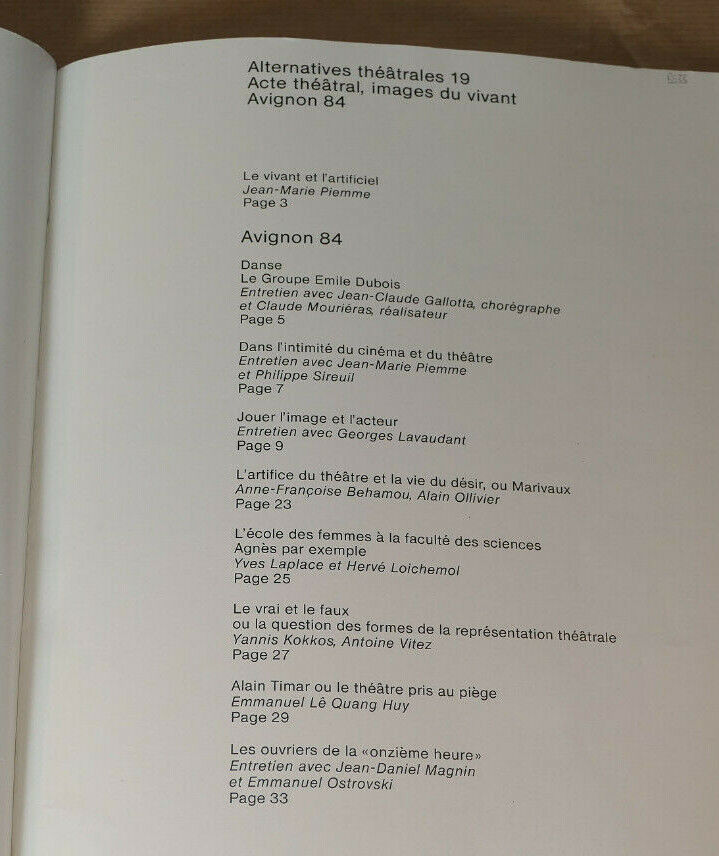 Alternatives théâtrales 19
Acte théâtral, images du vivant
Avignon 84
Le vivant et l'artificiel
Jean-Marie Piemme
Page 3
Avignon 84
Danse
Le Groupe Emile Dubois
Entretien avec Jean-Claude Gallotta, chorégraphe
et Claude Mouriéras, réalisateur
Page 5
Dans l'intimité du cinéma et du théâtre
Entretien avec Jean-Marie Piemme
et Philippe Sireuil
Page 7
Jouer l'image et l'acteur
Entretien avec Georges Lavaudant
Page 9
L'artifice du théâtre et la vie du désir, ou Marivaux
Anne-Françoise Behamou, Alain Ollivier
Page 23
L'école des femmes à la faculté des sciences
Agnès par exemple
Yves Laplace et Hervé Loichemol
Page 25
Le vrai et le faux
ou la question des formes de la représentation théâtrale
Yannis Kokkos, Antoine Vitez
Page 27
Alain Timar ou le théâtre pris au piège
Emmanuel Lê Quang Huy
Page 29
Les ouvriers de la «onzième heure»
Entretien avec Jean-Daniel Magnin
et Emmanuel Ostrovski
Page 33